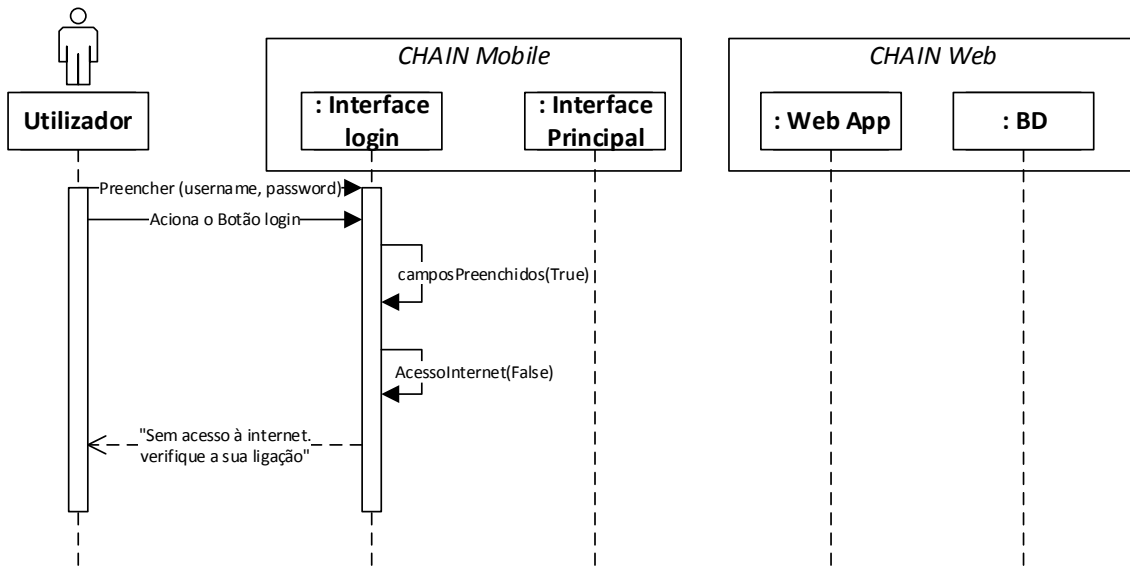 CHAIN Mobile
CHAIN Web
Utilizador
: Interface
login
: Interface
Principal
: Web App
: BD
Preencher (username, password)
Aciona o Botão login
camposPreenchidos(True)
AcessoInternet(False)
"Sem acesso à internet.
verifique a sua ligação"